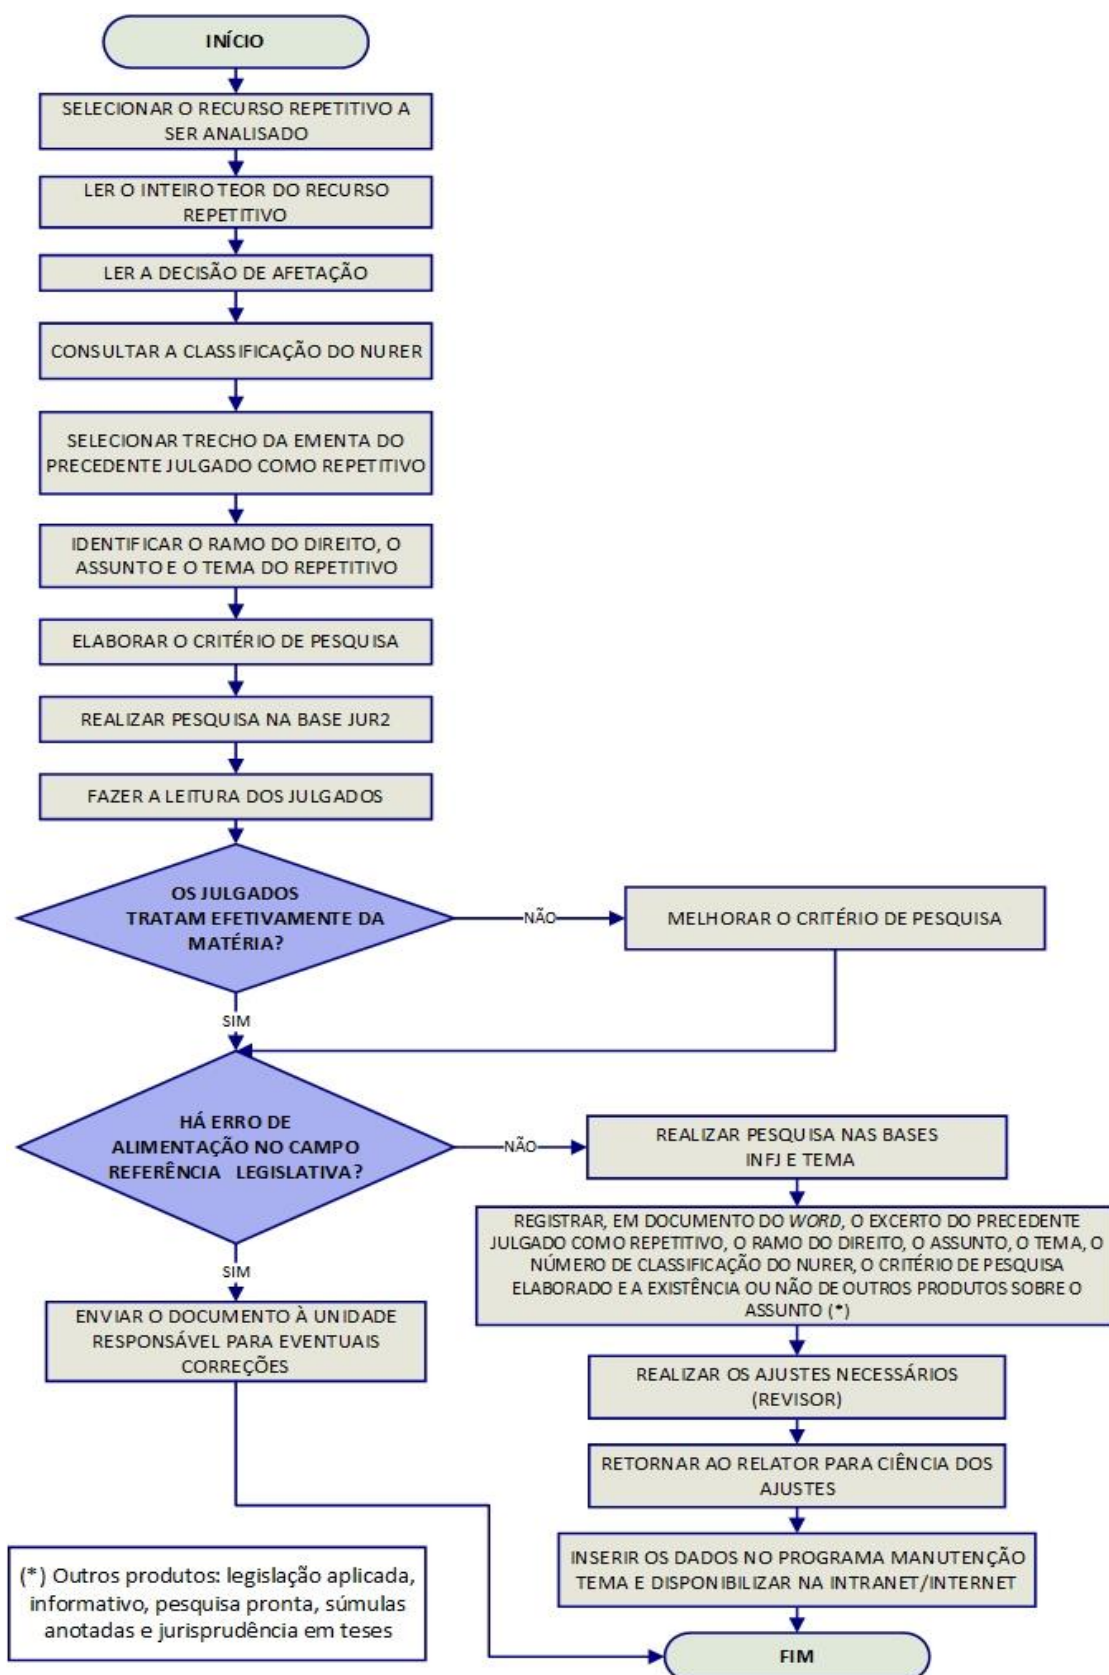 INÍCIO
SELECIONAR O RECURSO REPETITIVO A
SER ANALISADO
LER O INTEIRO TEOR DO RECURSO
REPETITIVO
LER A DECISÃO DE AFETAÇÃO
CONSULTAR A CLASSIFICAÇÃO DO NURER
SELECIONAR TRECHO DA EMENTA DO
PRECEDENTE JULGADO COMO REPETITIVO
IDENTIFICAR O RAMO DO DIREITO, O
ASSUNTO E O TEMA DO REPETITIVO
ELABORAR O CRITÉRIO DE PESQUISA
REALIZAR PESQUISA NA BASE JUR2
FAZER A LEITURA DOS JULGADOS
OS JULGADOS
TRATAM EFETIVAMENTE DA
MATÉRIA?
NÃO
MELHORAR O CRITÉRIO DE PESQUISA
SIM
HÁ ERRO DE
ALIMENTAÇÃO NO CAMPO
REFERÊNCIA LEGISLATIVA?
NÃO
REALIZAR PESQUISA NAS BASES
INFJ E TEMA
REGISTRAR, EM DOCUMENTO DO WORD, O EXCERTO DO PRECEDENTE
JULGADO COMO REPETITIVO, O RAMO DO DIREITO, O ASSUNTO, O TEMA, O
NÚMERO DE CLASSIFICAÇÃO DO NURER, O CRITÉRIO DE PESQUISA
ELABORADO E A EXISTÊNCIA OU NÃO DE OUTROS PRODUTOS SOBRE O
ASSUNTO (*)
SIM
ENVIAR O DOCUMENTO À UNIDADE
RESPONSÁVEL PARA EVENTUAIS
CORREÇÕES
REALIZAR OS AJUSTES NECESSÁRIOS
(REVISOR)
RETORNAR AO RELATOR PARA CIÊNCIA DOS
AJUSTES
INSERIR OS DADOS NO PROGRAMA MANUTENÇÃO
TEMA E DISPONIBILIZAR NA INTRANET/INTERNET
(*) Outros produtos: legislação aplicada,
informativo, pesquisa pronta, súmulas
anotadas e jurisprudência em teses
FIM